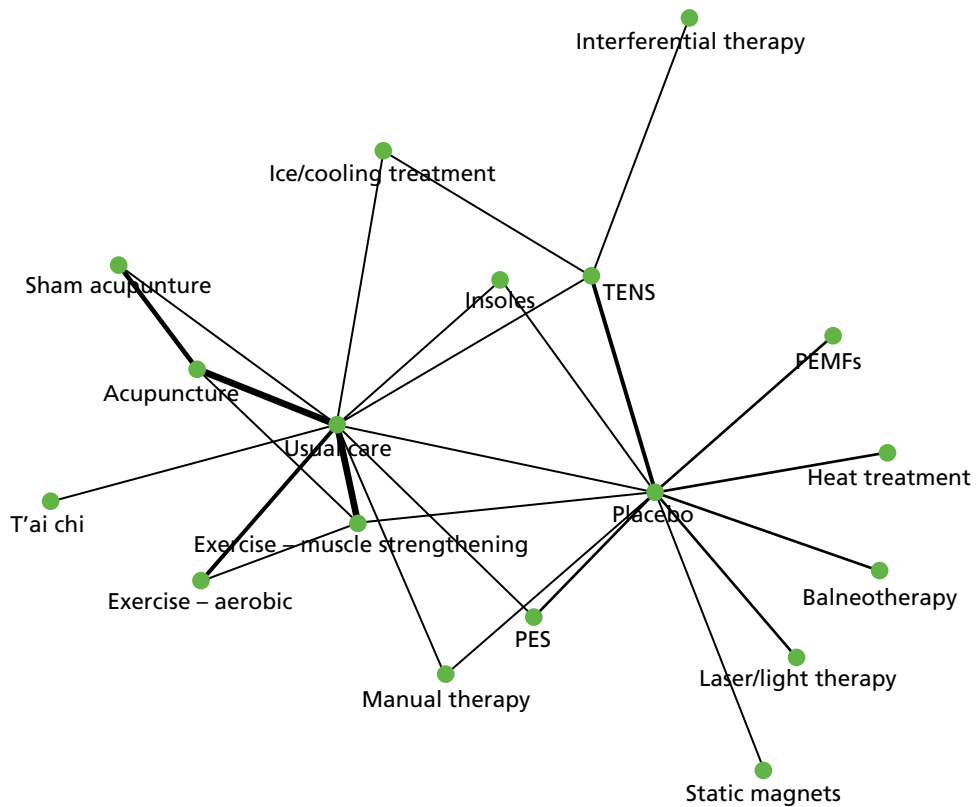 Interferential therapy
Ice/cooling treatment
Sham acupunture
Insoles
TENS
PEMFs
Acupuncture
Usual care
Heat treatment
Placebo
T'ai chi
Exercise – muscle strengthening
Exercise – aerobic
Balneotherapy
PES
Laser/light therapy
Manual therapy
Static magnets